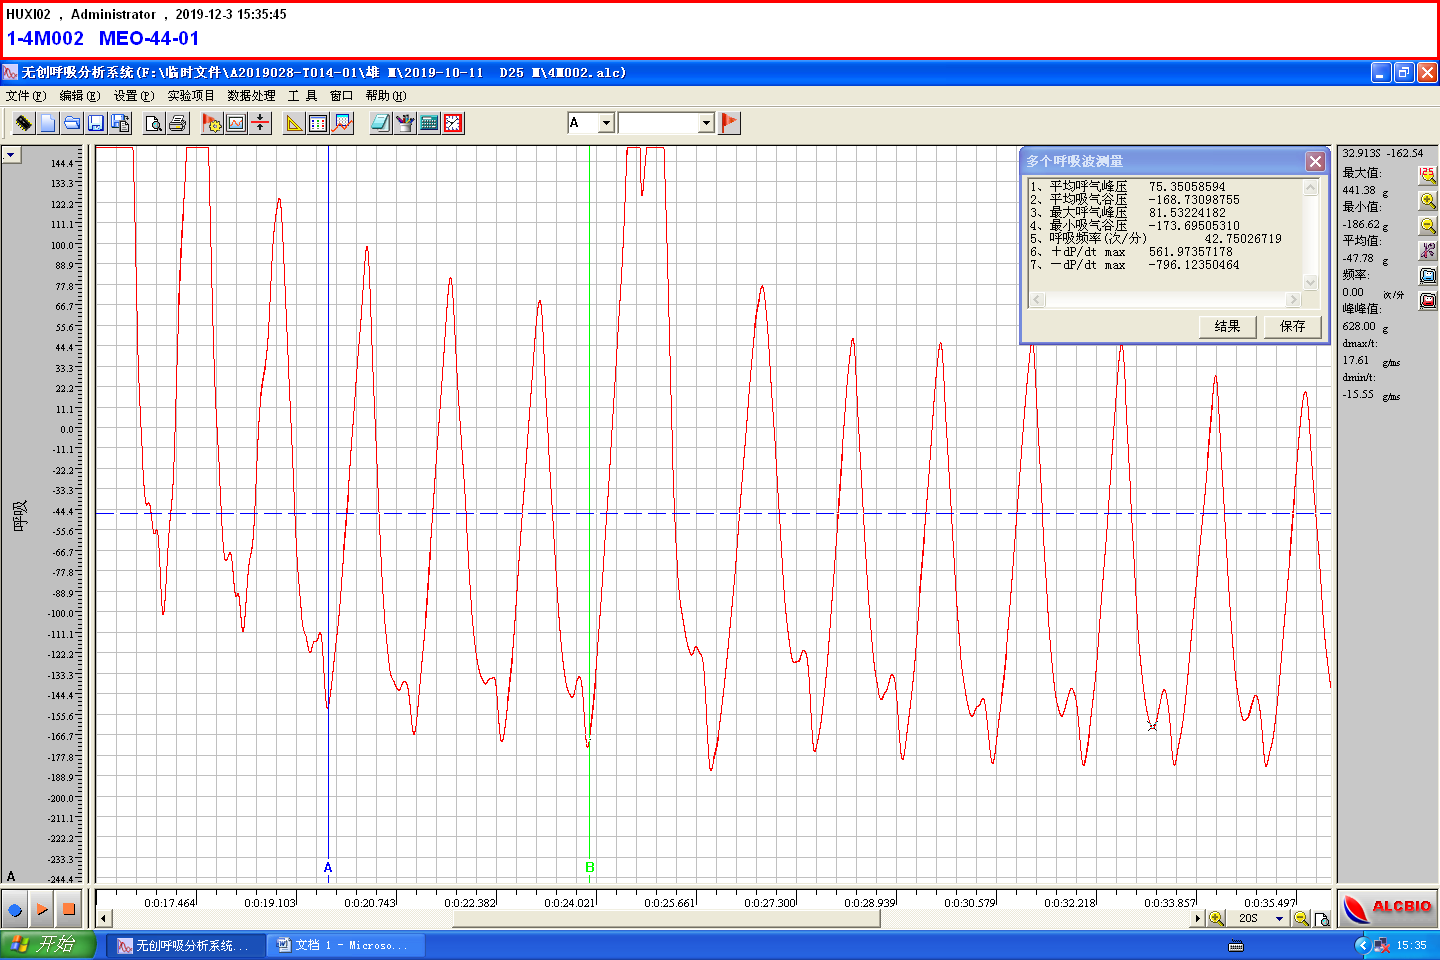 HUXI02 , Administrator , 2019-12-3 15:35:45
1-4M002 MEO-44-01
无创呼吸分析系统(F:\临时文件\A2019028-T014-01\雄 M\2019-10-11 D25 M\4M002.alc)
文件(F) 编辑(E) 设置(P) 实验项目 数据处理 工 具 窗口 帮助(H)
A
144.4
133.3
122.2
111.1
100.0
88.9
77.8
66.7
55.6
44.4
33.3
22.2
11.1
0.0
-11.1
-22.2
-33.3
-44.4
-55.6
-66.7
-77.8
-88.9
-100.0
-111.1
-122.2
-133.3
-144.4
-155.6
-166.7
-177.8
-188.9
-200.0
-211.1
-222.2
-233.3
-244.4
呼吸
A
A
B
多个呼吸波测量
1、平均呼气峰压 75.35058594
2、平均吸气谷压 -168.73098755
3、最大呼气峰压 81.53224182
4、最小吸气谷压 -173.69505310
5、呼吸频率(次/分) 42.75026719
6、＋dP/dt max 561.97357178
7、－dP/dt max -796.12350464
结果 保存
32.913S -162.54
最大值:
441.38 g
最小值:
-186.62 g
平均值:
-47.78 g
频率:
0.00 次/分
峰峰值:
628.00 g
dmax/t:
17.61 g/ms
dmin/t:
-15.55 g/ms
125
0:0:17.464 0:0:19.103 0:0:20.743 0:0:22.382 0:0:24.021 0:0:25.661 0:0:27.300 0:0:28.939 0:0:30.579 0:0:32.218 0:0:33.857 0:0:35.497
20S
ALCBIO
开始 无创呼吸分析系统... 文档 1 - Microso... 15:35